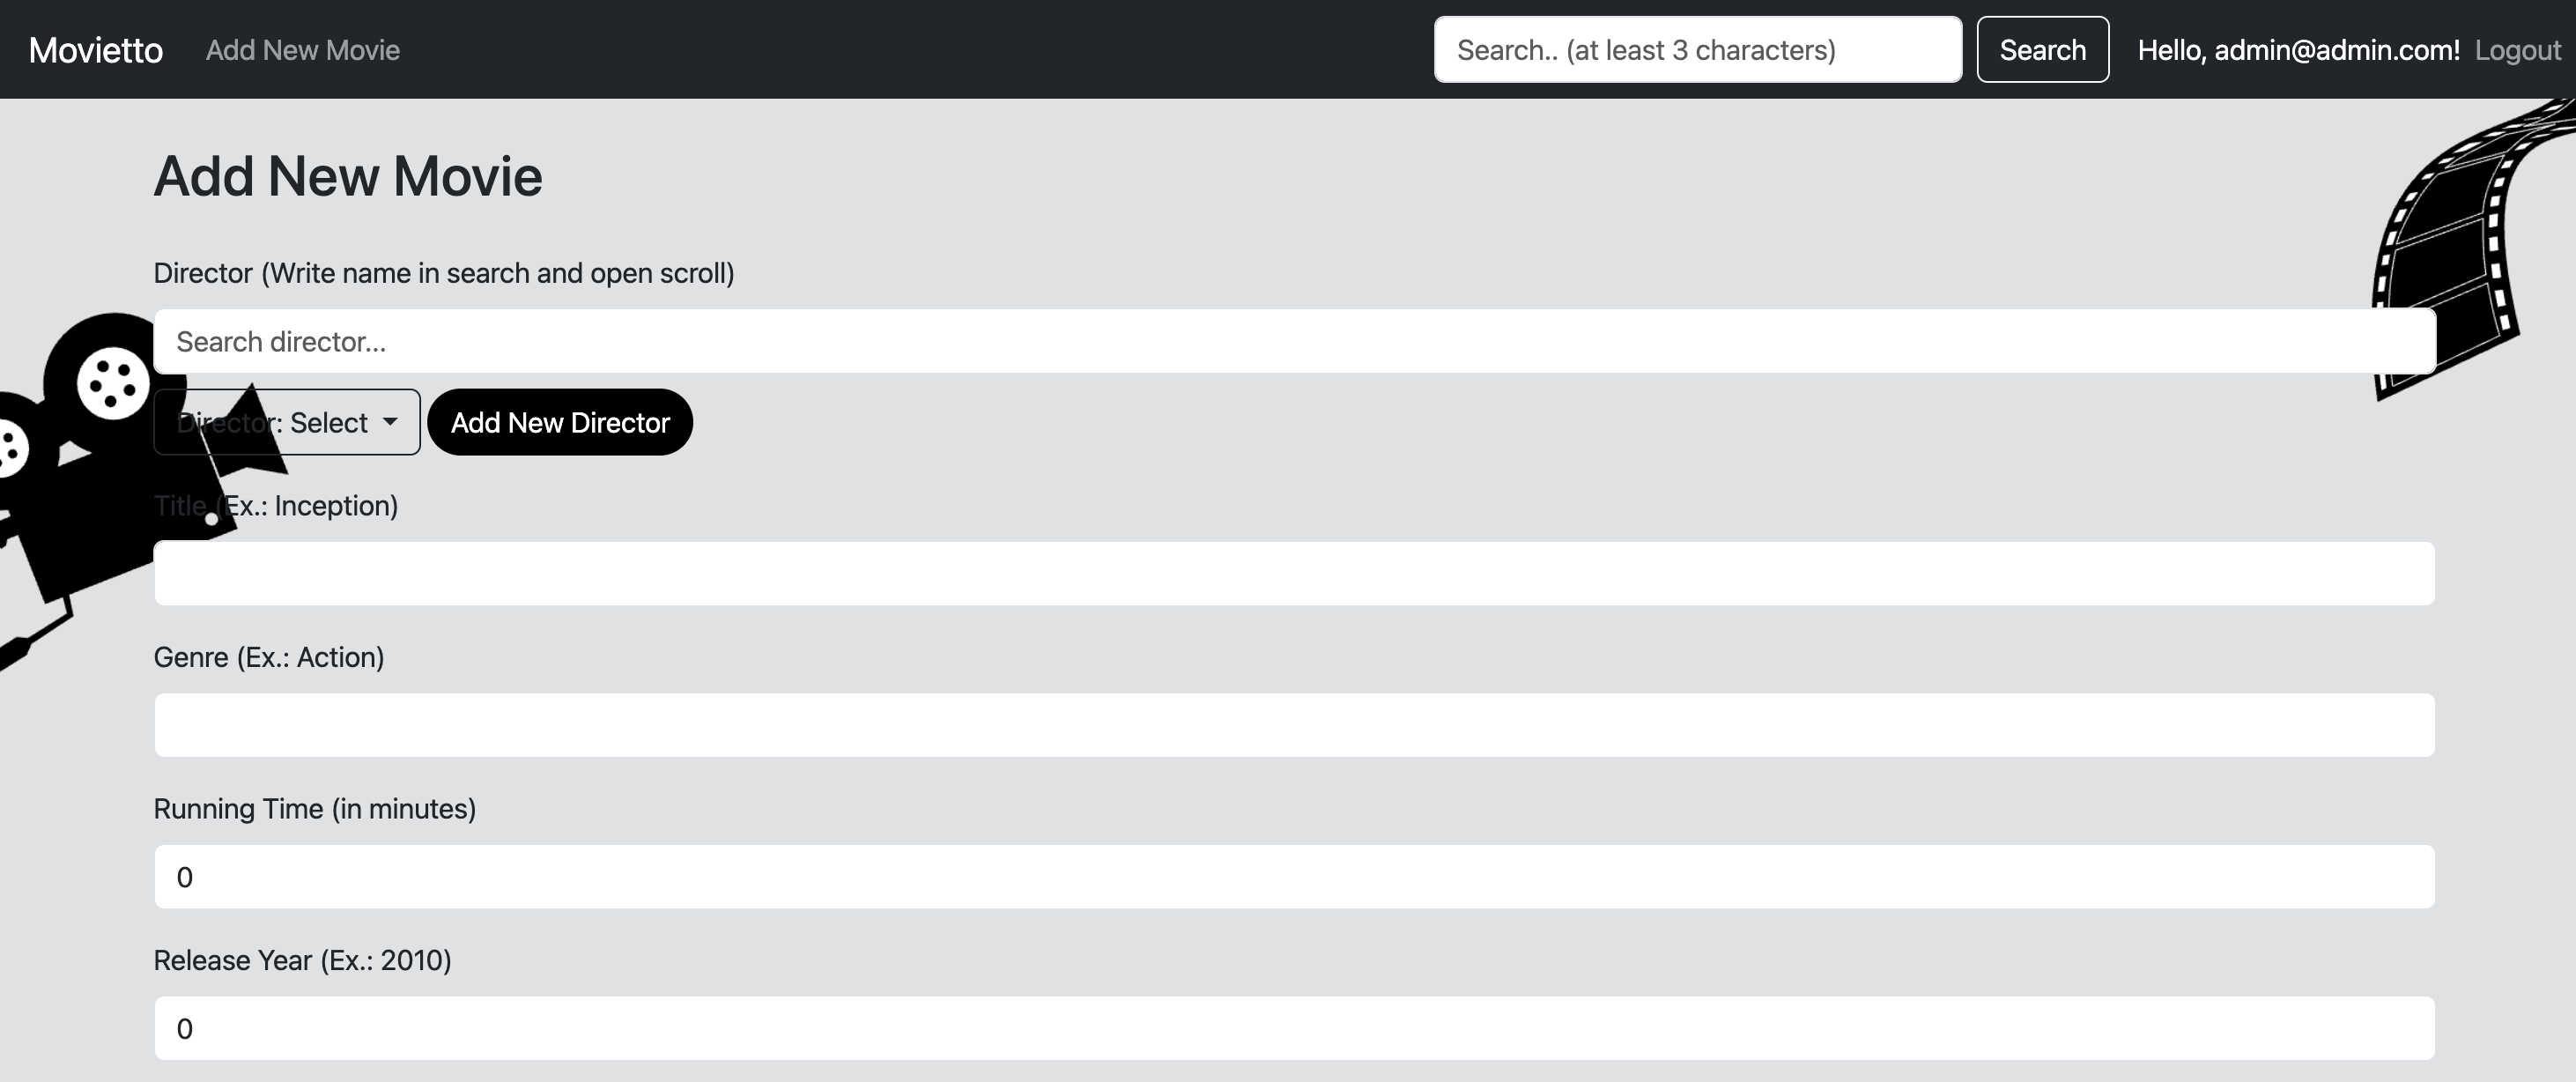 Movietto Add New Movie Search.. (at least 3 characters) Search Hello, admin@admin.com! Logout
Add New Movie
Director (Write name in search and open scroll)
Search director...
Director: Select Add New Director
Title (Ex.: Inception)
Genre (Ex.: Action)
Running Time (in minutes)
0
Release Year (Ex.: 2010)
0